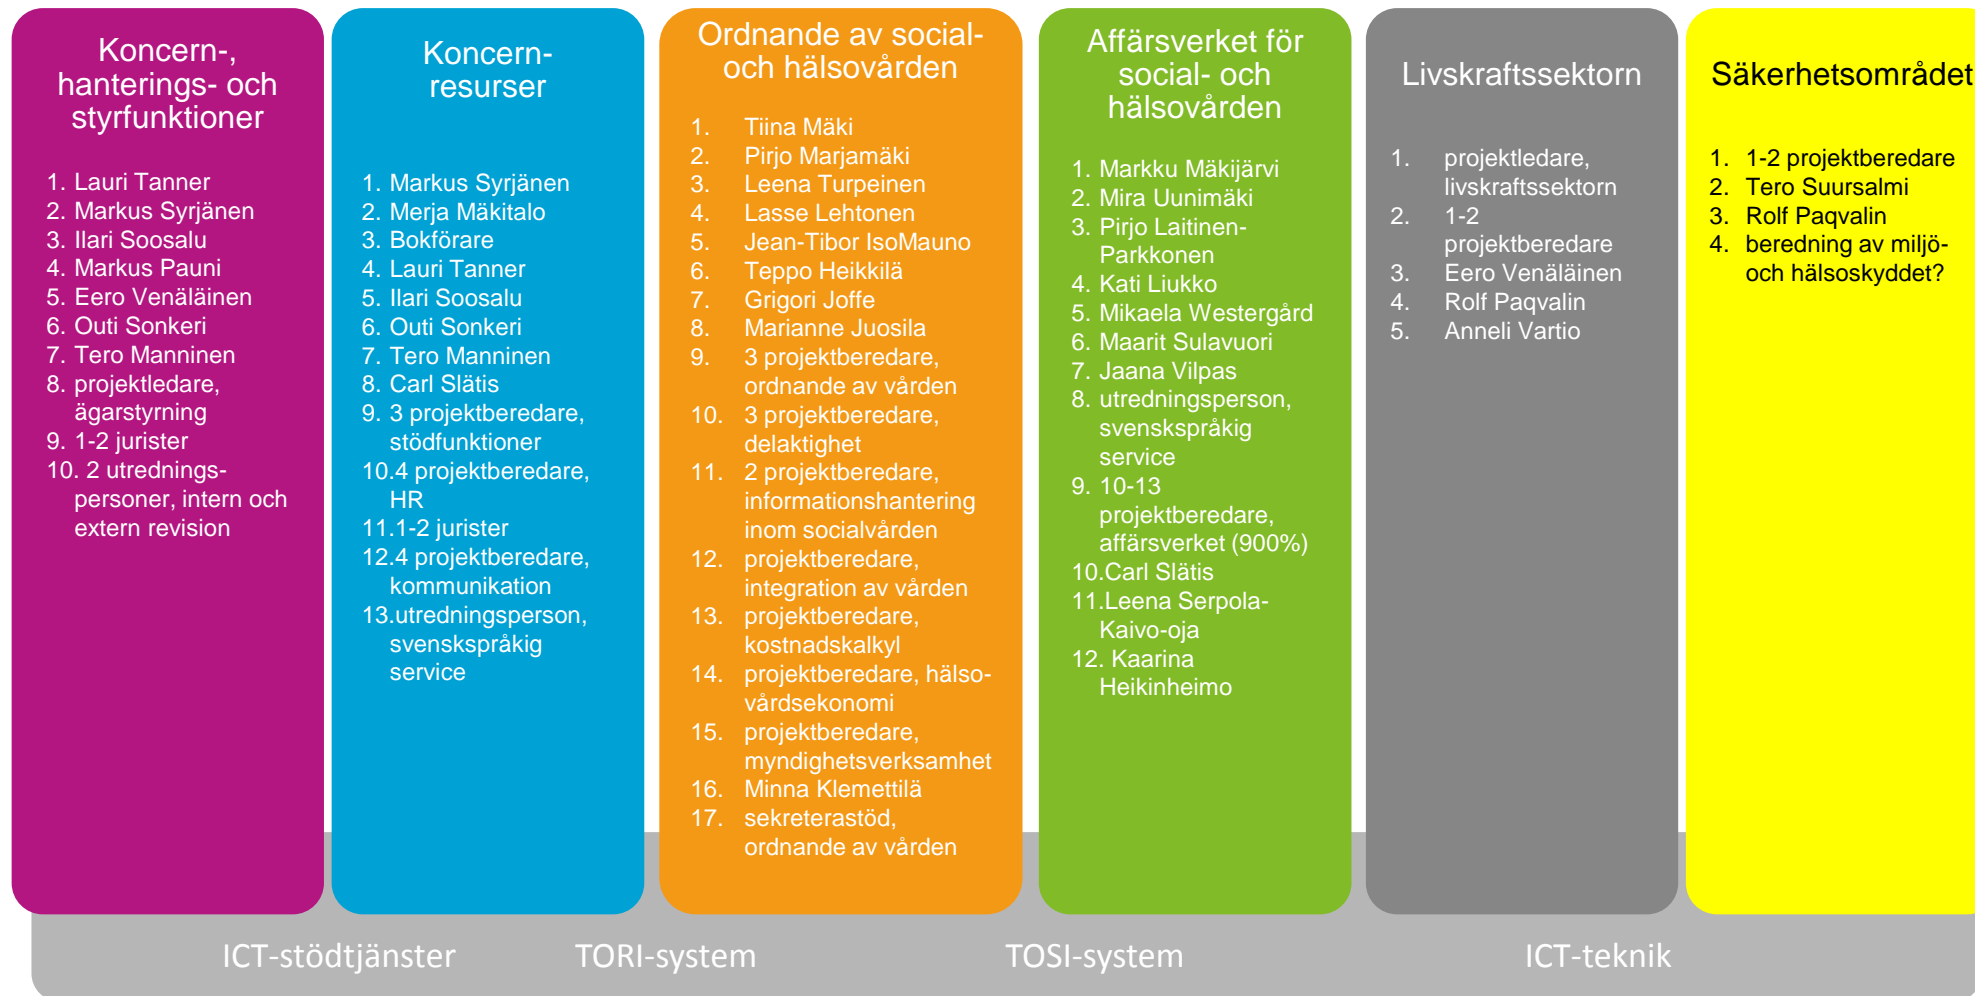 Koncern-,
hanterings- och
styrfunktioner
1. Lauri Tanner
2. Markus Syrjänen
3. Ilari Soosalu
4. Markus Pauni
5. Eero Venäläinen
6. Outi Sonkeri
7. Tero Manninen
8. projektledare,
ägarstyrning
9. 1-2 jurister
10. 2 utrednings-
personer, intern och
extern revision
Koncern-
resurser
1. Markus Syrjänen
2. Merja Mäkitalo
3. Bokförare
4. Lauri Tanner
5. Ilari Soosalu
6. Outi Sonkeri
7. Tero Manninen
8. Carl Slätis
9. 3 projektberedare,
stödfunktioner
10.4 projektberedare,
HR
11.1-2 jurister
12.4 projektberedare,
kommunikation
13.utredningsperson,
svenskspråkig
service
Ordnande av social-
och hälsovården
1. Tiina Mäki
2. Pirjo Marjamäki
3. Leena Turpeinen
4. Lasse Lehtonen
5. Jean-Tibor IsoMauno
6. Teppo Heikkilä
7. Grigori Joffe
8. Marianne Juosila
9. 3 projektberedare,
ordnande av vården
10. 3 projektberedare,
delaktighet
11. 2 projektberedare,
informationshantering
inom socialvården
12. projektberedare,
integration av vården
13. projektberedare,
kostnadskalkyl
14. projektberedare, hälso-
vårdsekonomi
15. projektberedare,
myndighetsverksamhet
16. Minna Klemettilä
17. sekreterastöd,
ordnande av vården
Affärsverket för
social- och
hälsovården
1. Markku Mäkijärvi
2. Mira Uunimäki
3. Pirjo Laitinen-
Parkkonen
4. Kati Liukko
5. Mikaela Westergård
6. Maarit Sulavuori
7. Jaana Vilpas
8. utredningsperson,
svenskspråkig
service
9. 10-13
projektberedare,
affärsverket (900%)
10.Carl Slätis
11.Leena Serpola-
Kaivo-oja
12. Kaarina
Heikinheimo
Livskraftssektorn
1. projektledare,
livskraftssektorn
2. 1-2
projektberedare
3. Eero Venäläinen
4. Rolf Paqvalin
5. Anneli Vartio
Säkerhetsområdet
1. 1-2 projektberedare
2. Tero Suursalmi
3. Rolf Paqvalin
4. beredning av miljö-
och hälsoskyddet?
ICT-stödtjänster TORI-system TOSI-system ICT-teknik